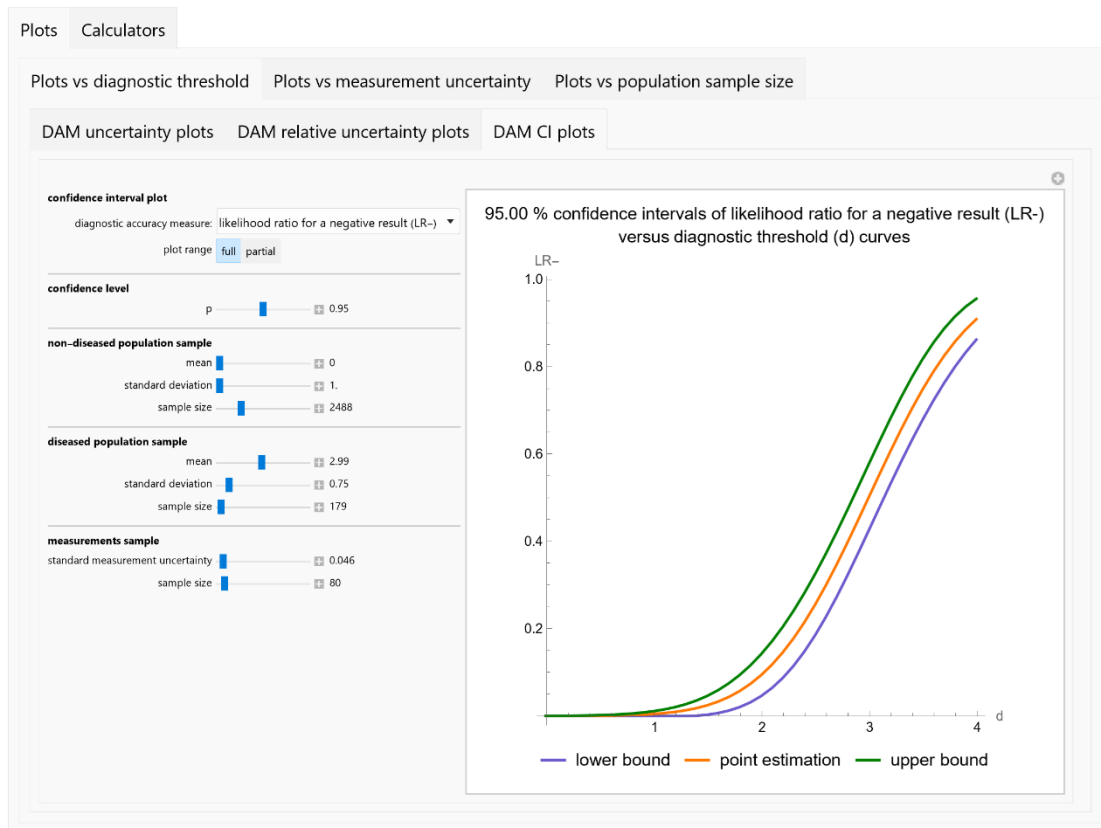 Plots Calculators
Plots vs diagnostic threshold Plots vs measurement uncertainty Plots vs population sample size
DAM uncertainty plots DAM relative uncertainty plots DAM CI plots
confidence interval plot
diagnostic accuracy measure: likelihood ratio for a negative result (LR–)
plot range full partial
confidence level
p 0.95
non–diseased population sample
mean 0
standard deviation 1.
sample size 2488
diseased population sample
mean 2.99
standard deviation 0.75
sample size 179
measurements sample
standard measurement uncertainty 0.046
sample size 80
95.00 % confidence intervals of likelihood ratio for a negative result (LR-)
versus diagnostic threshold (d) curves
LR–
1.0
0.8
0.6
0.4
0.2
1 2 3 4 d
lower bound point estimation upper bound